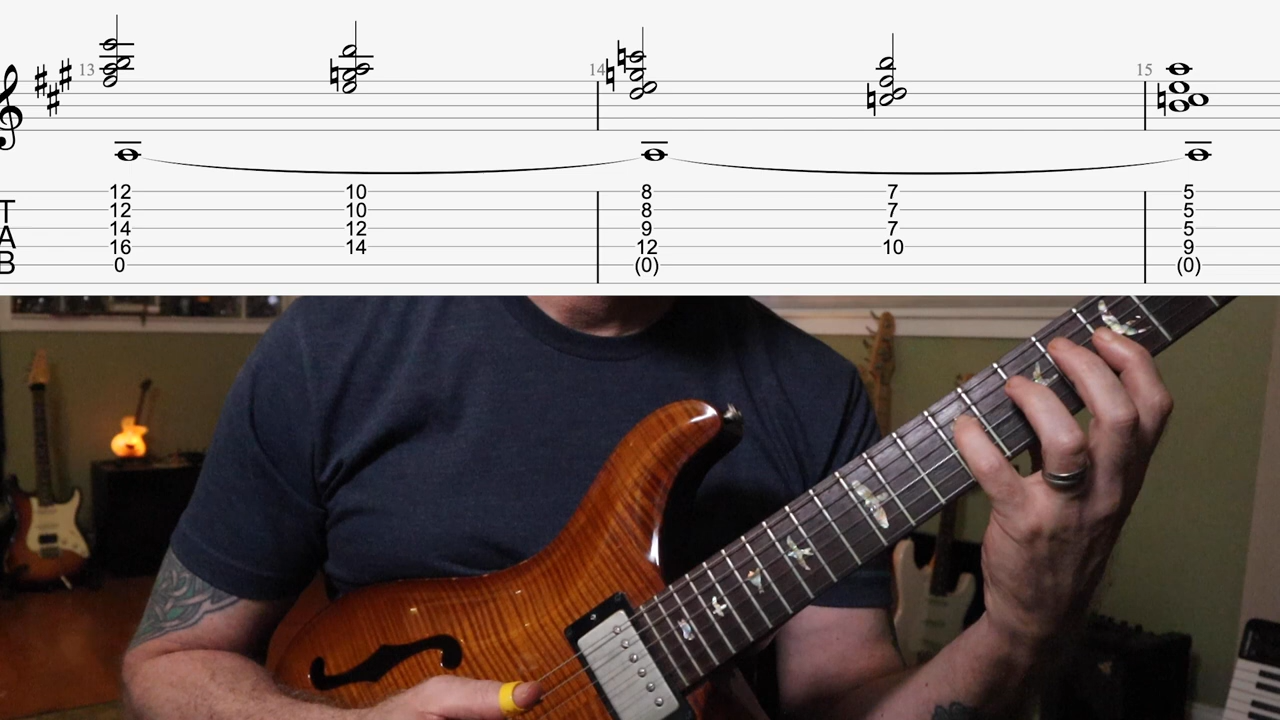 13 14 15
12 10 8 7 5
T 12 10 8 7 5
A 14 12 9 7 5
16 14 12 10 9
B 0 (0) (0)